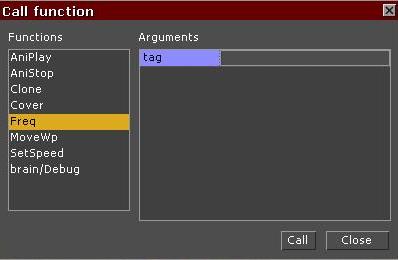 Call function
Functions
Arguments
AniPlay
AniStop
Clone
Cover
Freq
MoveWp
SetSpeed
brain/Debug
tag
Call
Close